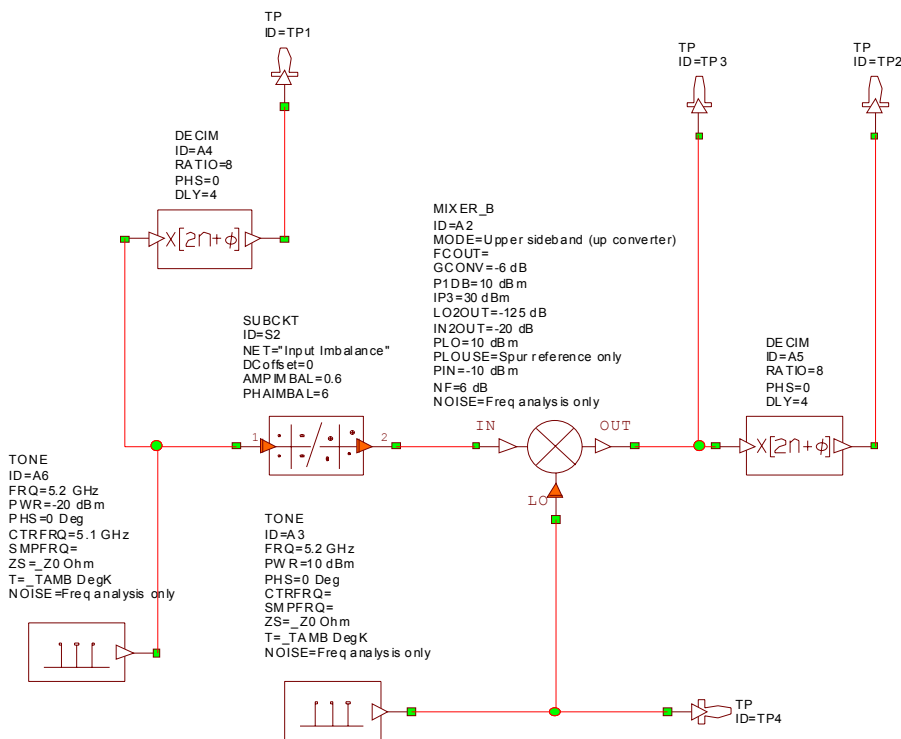 TP
ID=TP1
TP
ID=TP3
TP
ID=TP2
DECIM
ID=A4
RATIO=8
PHS=0
DLY=4
X[2n+ϕ]
MIXER_B
ID=A2
MODE=Upper sideband (up converter)
FCOUT=
GCONV=-6 dB
P1DB=10 dBm
IP3=30 dBm
LO2OUT=-125 dB
IN2OUT=-20 dB
PLO=10 dBm
PLOUSE=Spur reference only
PIN=-10 dBm
NF=6 dB
NOISE=Freq analysis only
SUBCKT
ID=S2
NET="Input Imbalance"
DCoffset=0
AMPIMBAL=0.6
PHAIMBAL=6
DECIM
ID=A5
RATIO=8
PHS=0
DLY=4
1
2
IN
OUT
LO
X[2n+ϕ]
TONE
ID=A6
FRQ=5.2 GHz
PWR=-20 dBm
PHS=0 Deg
CTRFRQ=5.1 GHz
SMPFRQ=
ZS=_Z0 Ohm
T=_TAMB DegK
NOISE=Freq analysis only
TONE
ID=A3
FRQ=5.2 GHz
PWR=10 dBm
PHS=0 Deg
CTRFRQ=
SMPFRQ=
ZS=_Z0 Ohm
T=_TAMB DegK
NOISE=Freq analysis only
TP
ID=TP4